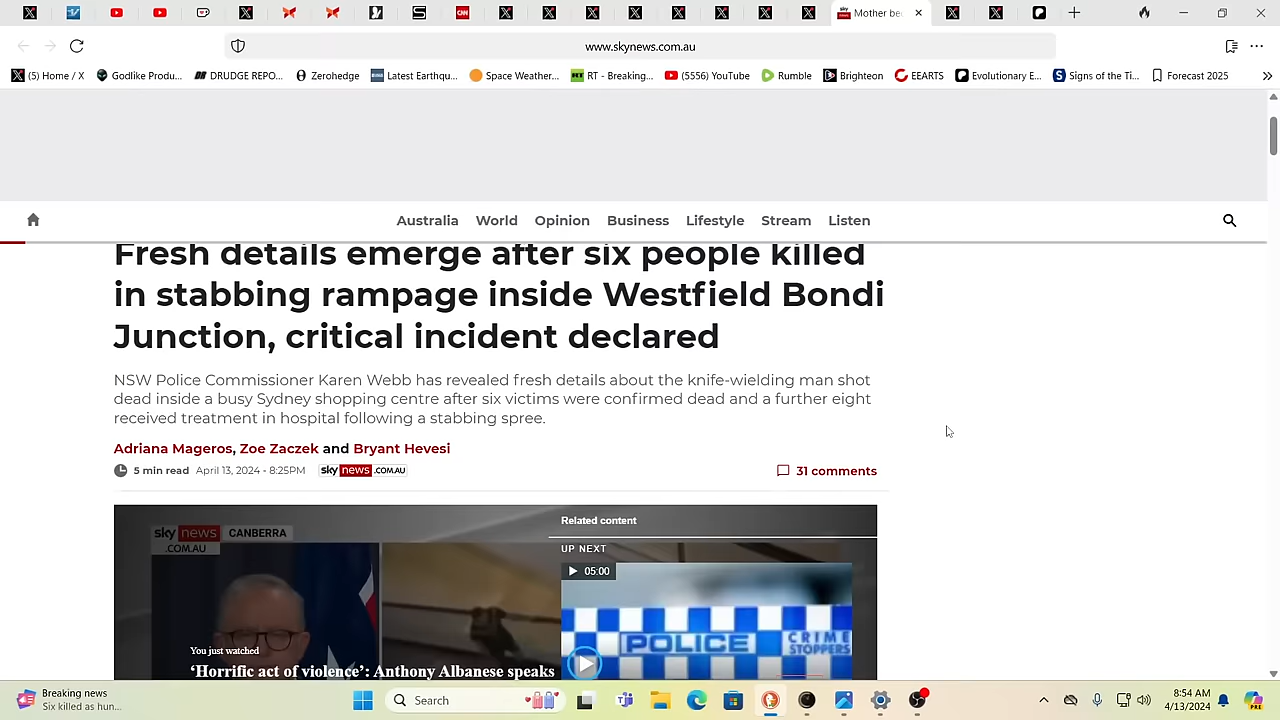 CNN
sky news
Mother be
www.skynews.com.au
(5) Home / X
Godlike Produ...
DRUDGE REPO...
Zerohedge
Latest Earthqu...
Space Weather...
RT
RT - Breaking...
(5556) YouTube
Rumble
Brighteon
EEARTS
Evolutionary E...
Signs of the Ti...
Forecast 2025
Australia
World
Opinion
Business
Lifestyle
Stream
Listen
Fresh details emerge after six people killed
in stabbing rampage inside Westfield Bondi
Junction, critical incident declared
NSW Police Commissioner Karen Webb has revealed fresh details about the knife-wielding man shot
dead inside a busy Sydney shopping centre after six victims were confirmed dead and a further eight
received treatment in hospital following a stabbing spree.
Adriana Mageros, Zoe Zaczek and Bryant Hevesi
5 min read April 13, 2024 - 8:25PM sky news .COM.AU
31 comments
sky news CANBERRA
.COM.AU
Related content
UP NEXT
05:00
POLICE
CRIME
STOPPERS
You just watched
‘Horrific act of violence’: Anthony Albanese speaks
Breaking news
Six killed as hun...
Search
8:54 AM
4/13/2024
PRE